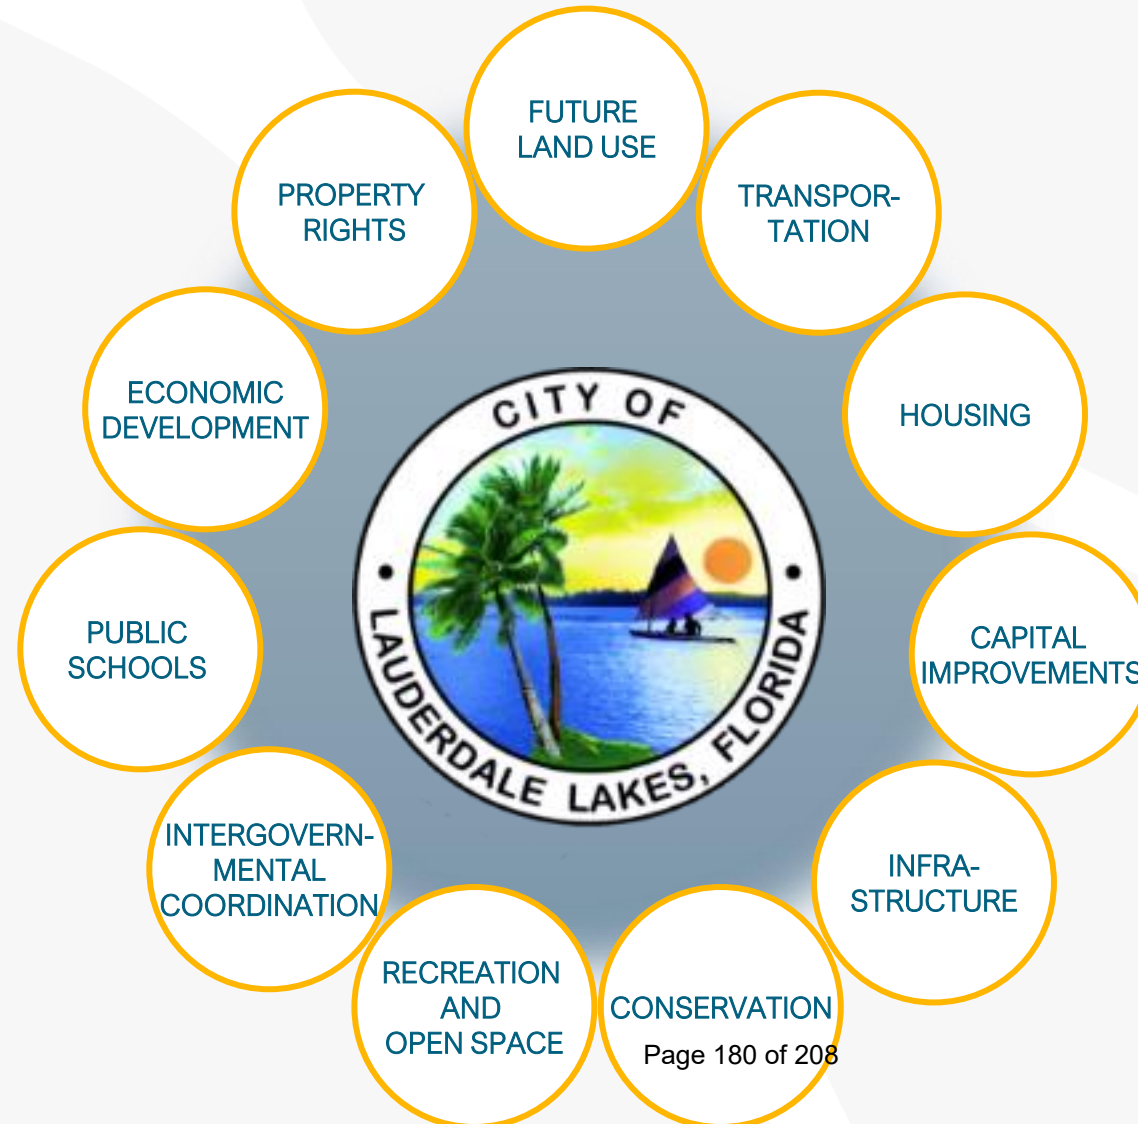 FUTURE
LAND USE
TRANSPOR-
TATION
HOUSING
CAPITAL
IMPROVEMENTS
INFRA-
STRUCTURE
CONSERVATION
Page 180 of 208
RECREATION
AND
OPEN SPACE
INTERGOVERN-
MENTAL
COORDINATION
PUBLIC
SCHOOLS
ECONOMIC
DEVELOPMENT
PROPERTY
RIGHTS
CITY OF
LAUDERDALE LAKES, FLORIDA